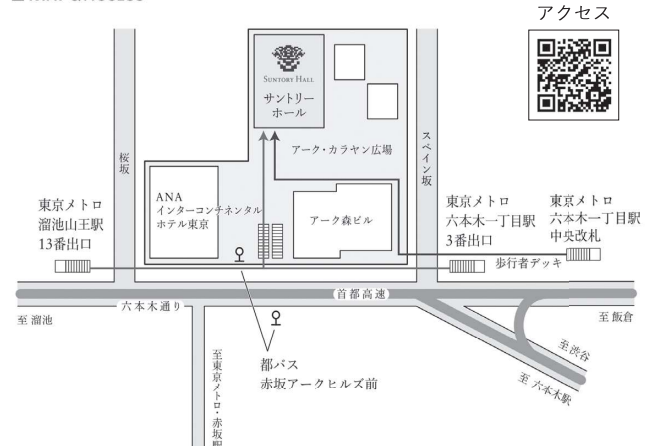 アクセス
SUNTORY HALL
サントリー
ホール
アーク・カラヤン広場
桜坂
スペイン坂
ANA
インターコンチネンタル
ホテル東京
アーク森ビル
東京メトロ
溜池山王駅
13番出口
東京メトロ
六本木一丁目駅
3番出口
東京メトロ
六本木一丁目駅
中央改札
歩行者デッキ
首都高速
六本木通り
至 溜池
至 飯倉
至 渋谷
至 六本木駅
都バス
赤坂アークヒルズ前
至東京メトロ・赤坂駅